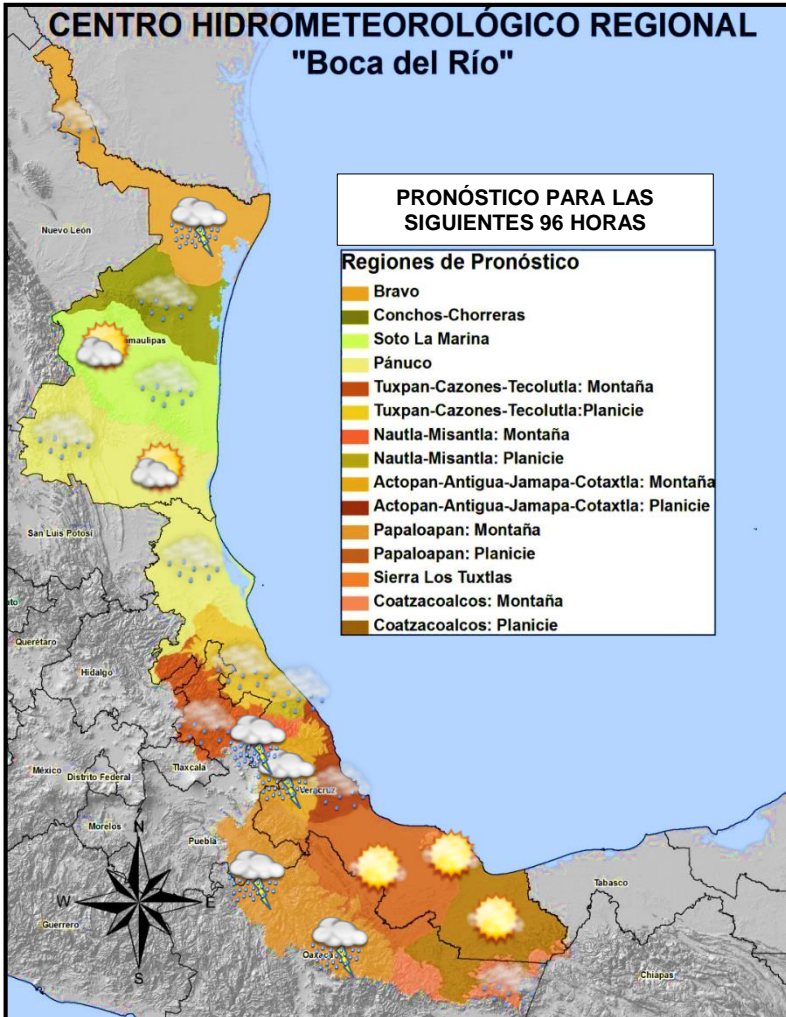 CENTRO HIDROMETEOROLÓGICO REGIONAL
"Boca del Río"
PRONÓSTICO PARA LAS
SIGUIENTES 96 HORAS
Regiones de Pronóstico
Bravo
Conchos-Chorreras
Soto La Marina
Pánuco
Tuxpan-Cazones-Tecolutla: Montaña
Tuxpan-Cazones-Tecolutla:Planicie
Nautla-Misantla: Montaña
Nautla-Misantla: Planicie
Actopan-Antigua-Jamapa-Cotaxtla: Montaña
Actopan-Antigua-Jamapa-Cotaxtla: Planicie
Papaloapan: Montaña
Papaloapan: Planicie
Sierra Los Tuxtlas
Coatzacoalcos: Montaña
Coatzacoalcos: Planicie
Nuevo León
maulipas
San Luis Potosí
nto
Querétaro
Hidalgo
México
Distrito Federal
Tlaxcala
Veracruz
Morelos
Puebla
N
W
E
S
Guerrero
Oaxaca
Tabasco
Chiapas